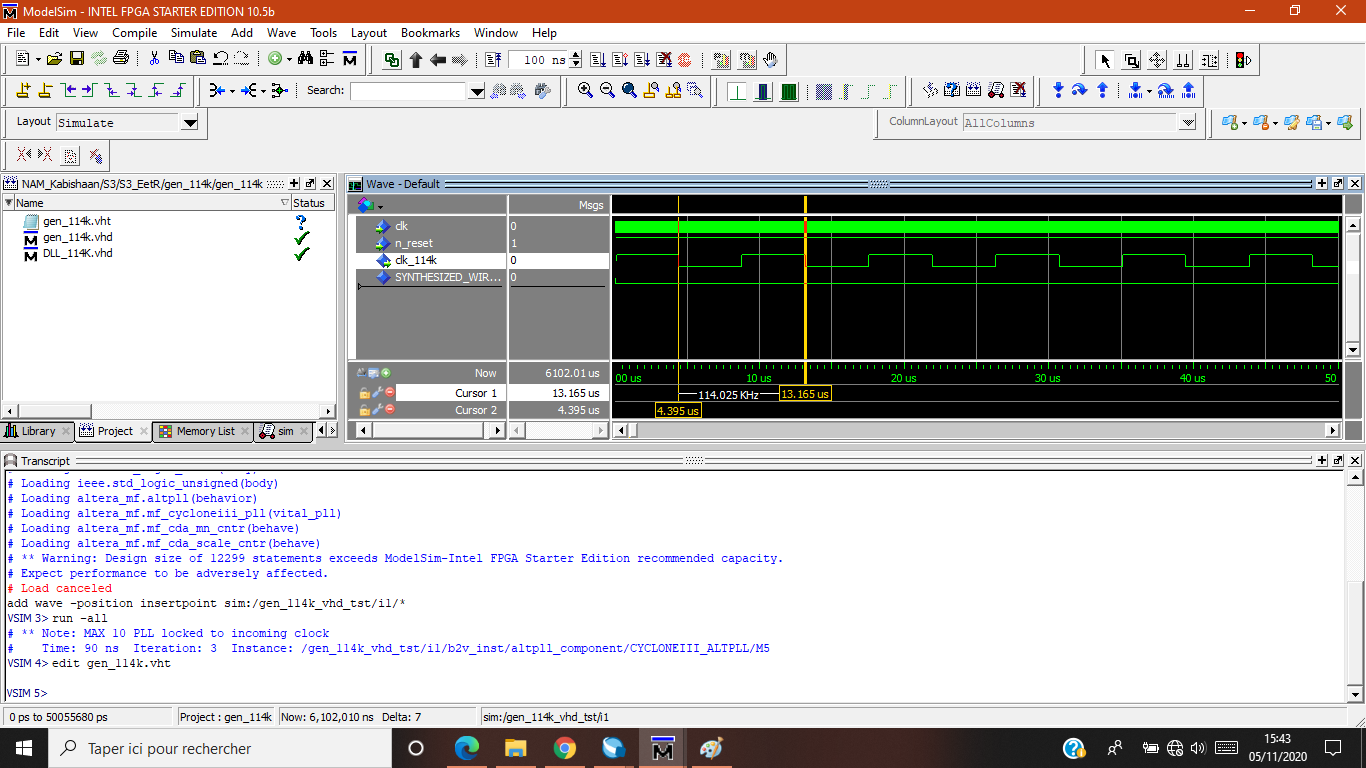 ModelSim - INTEL FPGA STARTER EDITION 10.5b
File Edit View Compile Simulate Add Wave Tools Layout Bookmarks Window Help
100 ns
Search:
Layout Simulate
ColumnLayout AllColumns
NAM_Kabishaan/S3/S3_EetR/gen_114k/gen_114k
Name Status
gen_114k.vht
gen_114k.vhd
DLL_114K.vhd
Library Project Memory List sim
Wave - Default
Msgs
clk 0
n_reset 1
clk_114k 0
SYNTHESIZED_WIR... 0
Now 6102.01 us
00 us 10 us 20 us 30 us 40 us 50
Cursor 1 13.165 us
114.025 KHz 13.165 us
Cursor 2 4.395 us
4.395 us
Transcript
# Loading ieee.std_logic_unsigned(body)
# Loading altera_mf.altpll(behavior)
# Loading altera_mf.mf_cycloneiii_pll(vital_pll)
# Loading altera_mf.mf_cda_mn_cntr(behave)
# Loading altera_mf.mf_cda_scale_cntr(behave)
# ** Warning: Design size of 12299 statements exceeds ModelSim-Intel FPGA Starter Edition recommended capacity.
# Expect performance to be adversely affected.
# Load canceled
add wave -position insertpoint sim:/gen_114k_vhd_tst/i1/*
VSIM 3> run -all
# ** Note: MAX 10 PLL locked to incoming clock
# Time: 90 ns Iteration: 3 Instance: /gen_114k_vhd_tst/i1/b2v_inst/altpll_component/CYCLONEIII_ALTPLL/M5
VSIM 4> edit gen_114k.vht
VSIM 5>
0 ps to 50055680 ps Project : gen_114k Now: 6,102,010 ns Delta: 7 sim:/gen_114k_vhd_tst/i1
Taper ici pour rechercher
15:43
05/11/2020